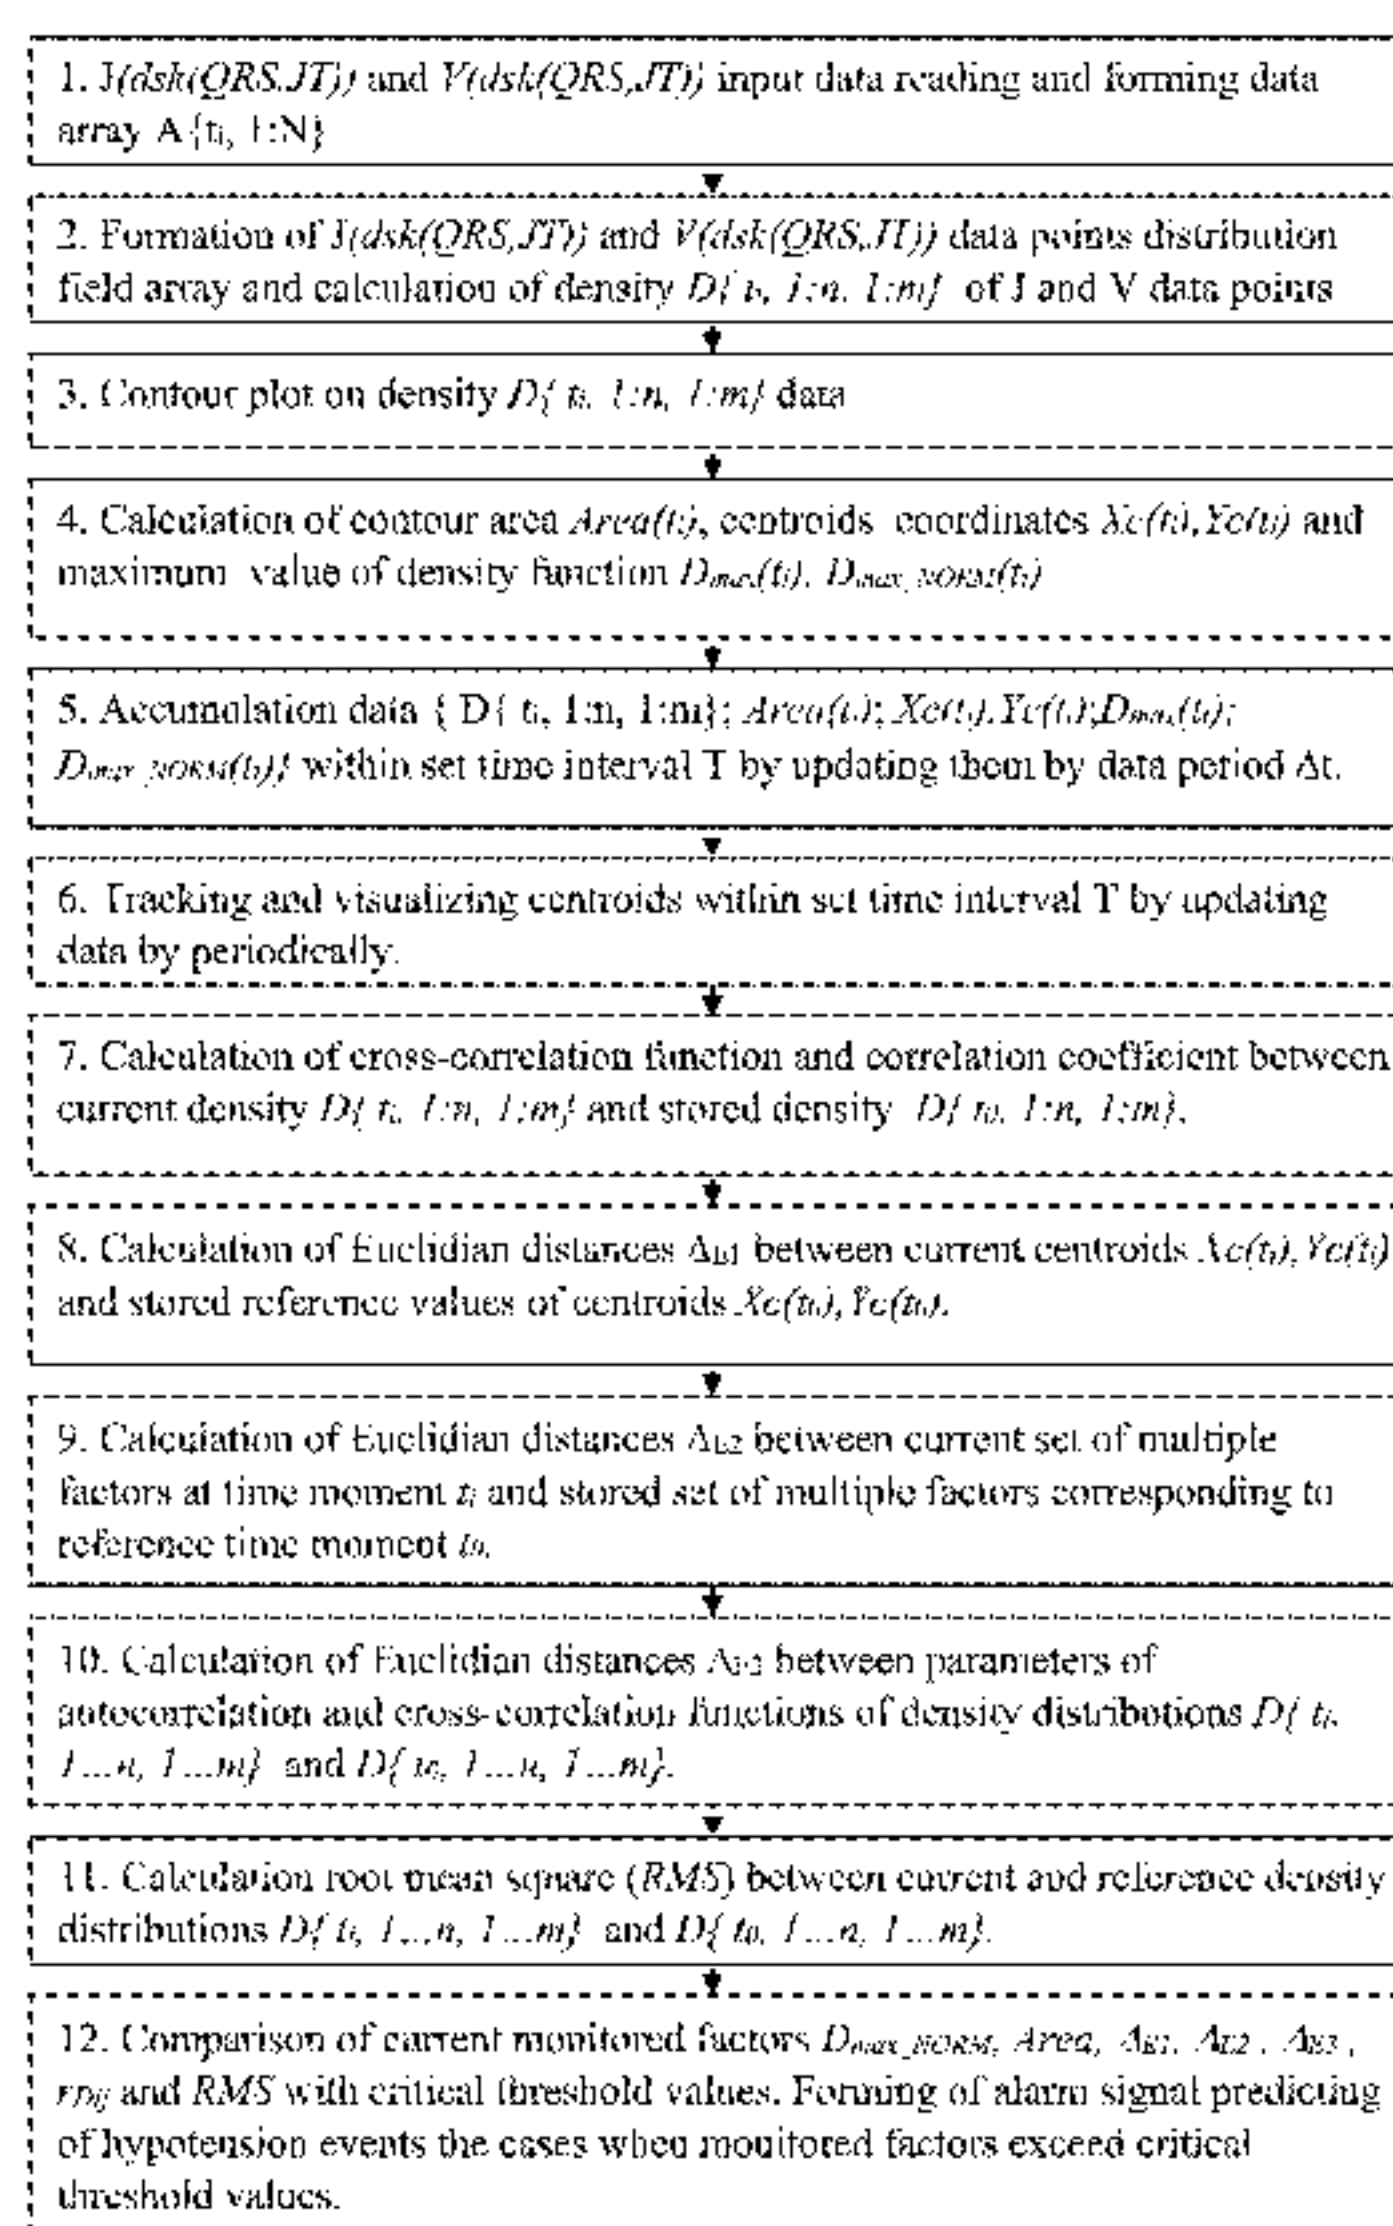 1. J(dsk(QRS,JT)) and V(dsk(QRS,JT)) input data reading and forming data
array A{ti, 1:N}
2. Formation of J(dsk(QRS,JT)) and V(dsk(QRS,JT)) data points distribution
field array and calculation of density D{ ti, 1:n, 1:m} of J and V data points
3. Contour plot on density D{ ti, 1:n, 1:m} data
4. Calculation of contour area Area(ti), centroids coordinates Xc(ti),Yc(ti) and
maximum value of density function Dmax(ti), Dmax_NORM(ti)
5. Accumulation data { D{ ti, 1:n, 1:m}; Area(ti); Xc(ti),Yc(ti);Dmax(ti);
Dmax_NORM(ti)} within set time interval T by updating them by data period Δt.
6. Tracking and visualizing centroids within set time interval T by updating
data by periodically.
7. Calculation of cross-correlation function and correlation coefficient between
current density D{ ti, 1:n, 1:m} and stored density D{ t0, 1:n, 1:m}.
8. Calculation of Euclidian distances ΔE1 between current centroids Xc(ti),Yc(ti)
and stored reference values of centroids Xc(t0),Yc(t0).
9. Calculation of Euclidian distances ΔE2 between current set of multiple
factors at time moment ti and stored set of multiple factors corresponding to
reference time moment t0.
10. Calculation of Euclidian distances ΔE3 between parameters of
autocorrelation and cross-correlation functions of density distributions D{ ti,
1...n, 1...m} and D{ t0, 1...n, 1...m}.
11. Calculation root mean square (RMS) between current and reference density
distributions D{ ti, 1...n, 1...m} and D{ t0, 1...n, 1...m}.
12. Comparison of current monitored factors Dmax_NORM, Area, ΔE1, ΔE2 , ΔE3 ,
and RMS with critical threshold values. Forming of alarm signal predicting
of hypotension events the cases when monitored factors exceed critical
threshold values.